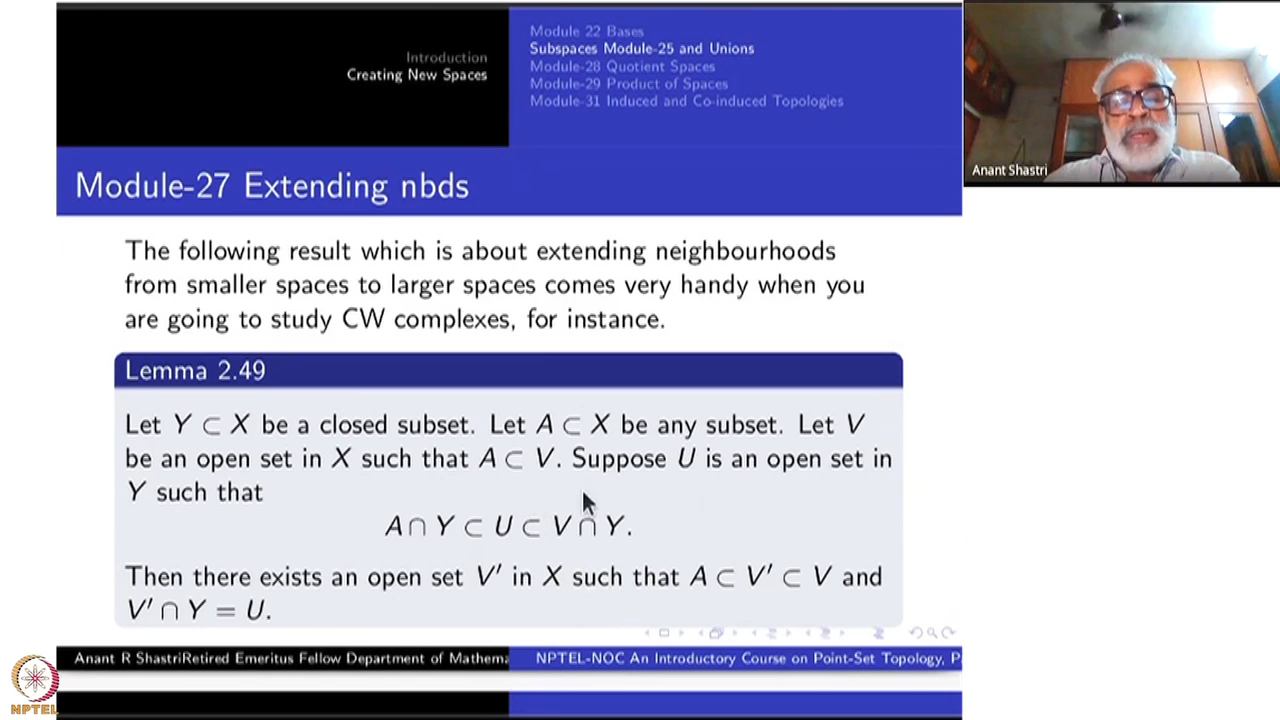 Introduction
Creating New Spaces
Module 22 Bases
Subspaces Module-25 and Unions
Module-28 Quotient Spaces
Module-29 Product of Spaces
Module-31 Induced and Co-induced Topologies
Anant Shastri
Module-27 Extending nbds
The following result which is about extending neighbourhoods
from smaller spaces to larger spaces comes very handy when you
are going to study CW complexes, for instance.
Lemma 2.49
Let Y ⊂ X be a closed subset. Let A ⊂ X be any subset. Let V
be an open set in X such that A ⊂ V. Suppose U is an open set in
Y such that
A ∩ Y ⊂ U ⊂ V ∩ Y.
Then there exists an open set V′ in X such that A ⊂ V′ ⊂ V and
V′ ∩ Y = U.
Anant R ShastriRetired Emeritus Fellow Department of Mathema
NPTEL-NOC An Introductory Course on Point-Set Topology, P
NPTEL